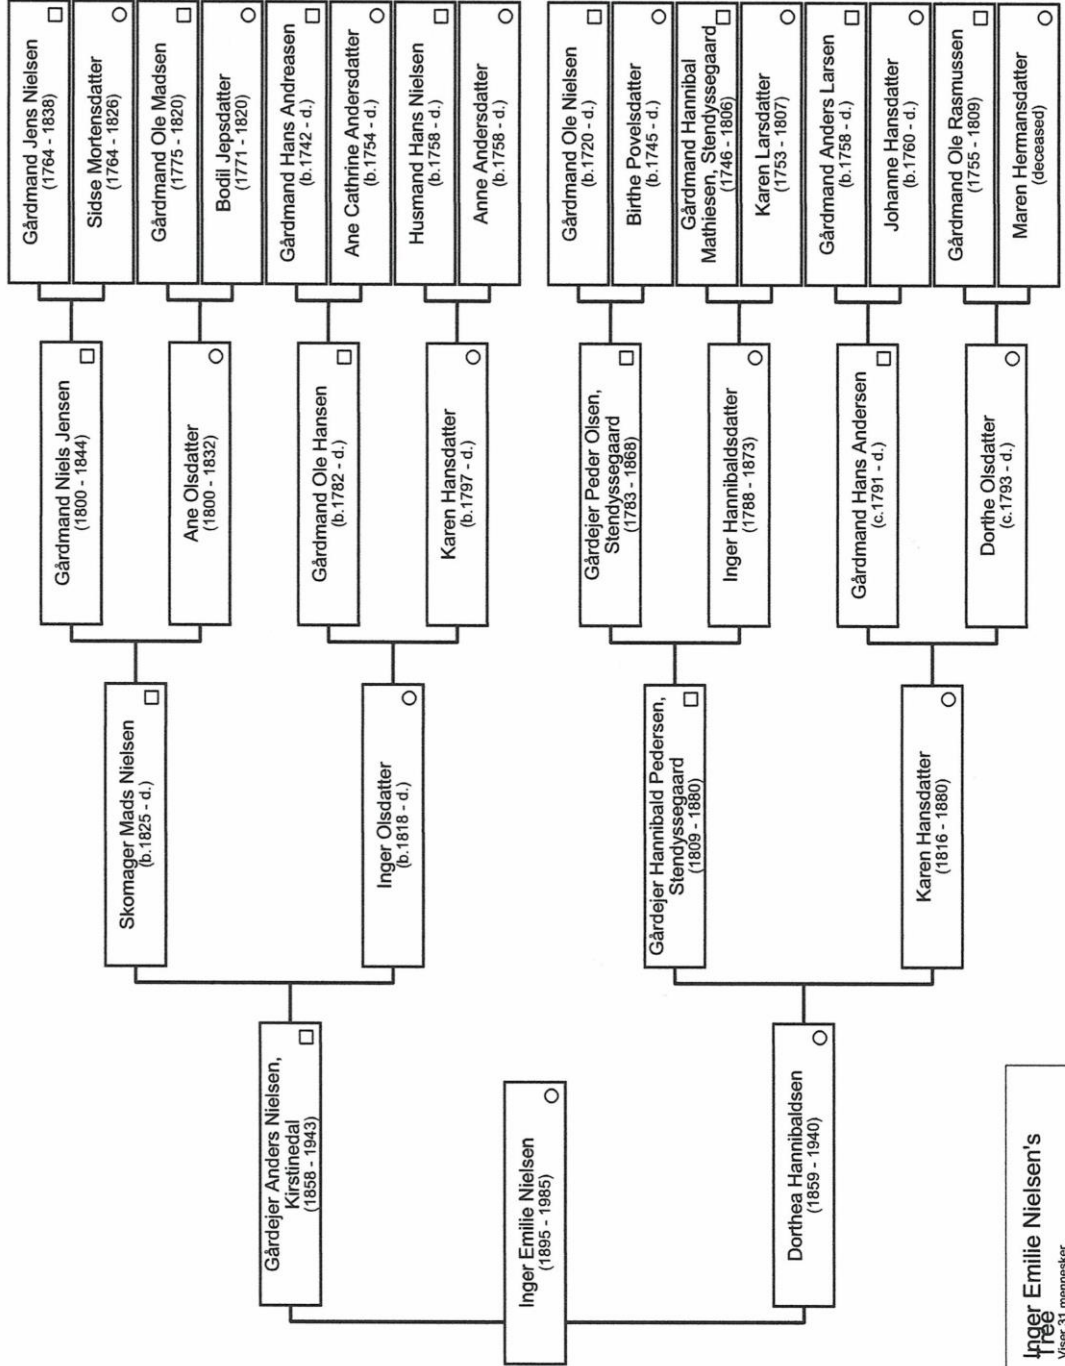 Gårdmand Jens Nielsen
(1764 - 1838)
Sidse Mortensdatter
(1764 - 1826)
Gårdmand Ole Madsen
(1775 - 1820)
Bodil Jepsdatter
(1771 - 1820)
Gårdmand Hans Andreasen
(b.1742 - d.)
Ane Cathrine Andersdatter
(b.1754 - d.)
Husmand Hans Nielsen
(b.1758 - d.)
Anne Andersdatter
(b.1758 - d.)
Gårdmand Ole Nielsen
(b.1720 - d.)
Birthe Povelsdatter
(b.1745 - d.)
Gårdmand Hannibal
Mathiesen, Stendyssegaard
(1746 - 1806)
Karen Larsdatter
(1753 - 1807)
Gårdmand Anders Larsen
(b.1758 - d.)
Johanne Hansdatter
(b.1760 - d.)
Gårdmand Ole Rasmussen
(1755 - 1809)
Maren Hermansdatter
(deceased)
Gårdmand Niels Jensen
(1800 - 1844)
Ane Olsdatter
(1800 - 1832)
Gårdmand Ole Hansen
(b.1782 - d.)
Karen Hansdatter
(b.1797 - d.)
Gårdejer Peder Olsen,
Stendyssegaard
(1783 - 1868)
Inger Hannibaldsdatter
(1788 - 1873)
Gårdmand Hans Andersen
(c.1791 - d.)
Dorthe Olsdatter
(c.1793 - d.)
Skomager Mads Nielsen
(b.1825 - d.)
Inger Olsdatter
(b.1818 - d.)
Gårdejer Hannibald Pedersen,
Stendyssegaard
(1809 - 1880)
Karen Hansdatter
(1816 - 1880)
Gårdejer Anders Nielsen,
Kirstinedal
(1858 - 1943)
Inger Emilie Nielsen
(1895 - 1985)
Dorthea Hannibaldsen
(1859 - 1940)
Inger Emilie Nielsen's
Tree
Viser 31 mennesker